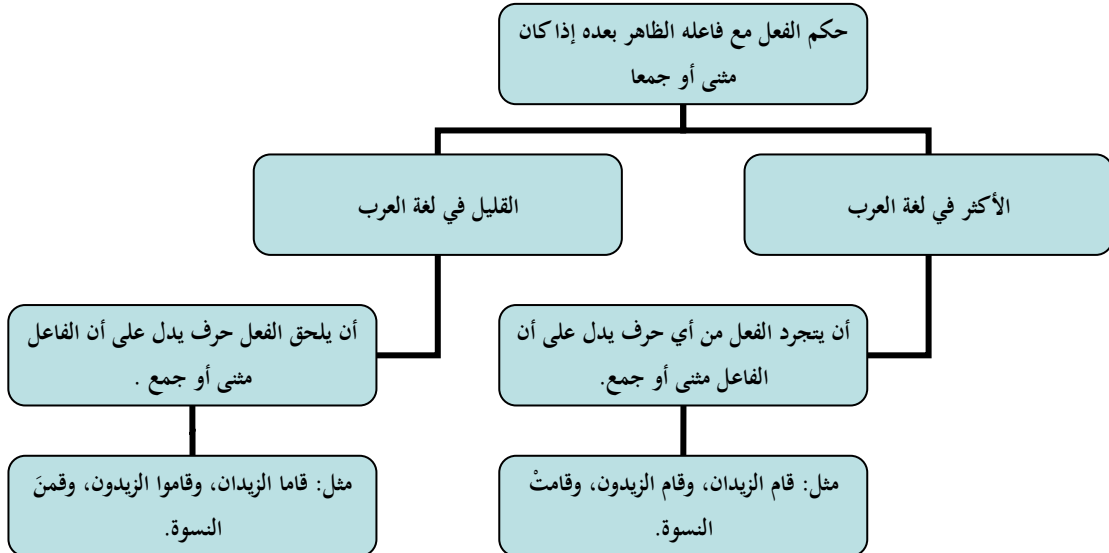 حكم الفعل مع فاعله الظاهر بعده إذا كان
مثنى أو جمعا
الأكثر في لغة العرب
القليل في لغة العرب
أن يتجرد الفعل من أي حرف يدل على أن
الفاعل مثنى أو جمع.
أن يلحق الفعل حرف يدل على أن الفاعل
مثنى أو جمع .
مثل: قام الزيدان، وقام الزيدون، وقامتْ
النسوة.
مثل: قاما الزيدان، وقاموا الزيدون، وقمنَ
النسوة.